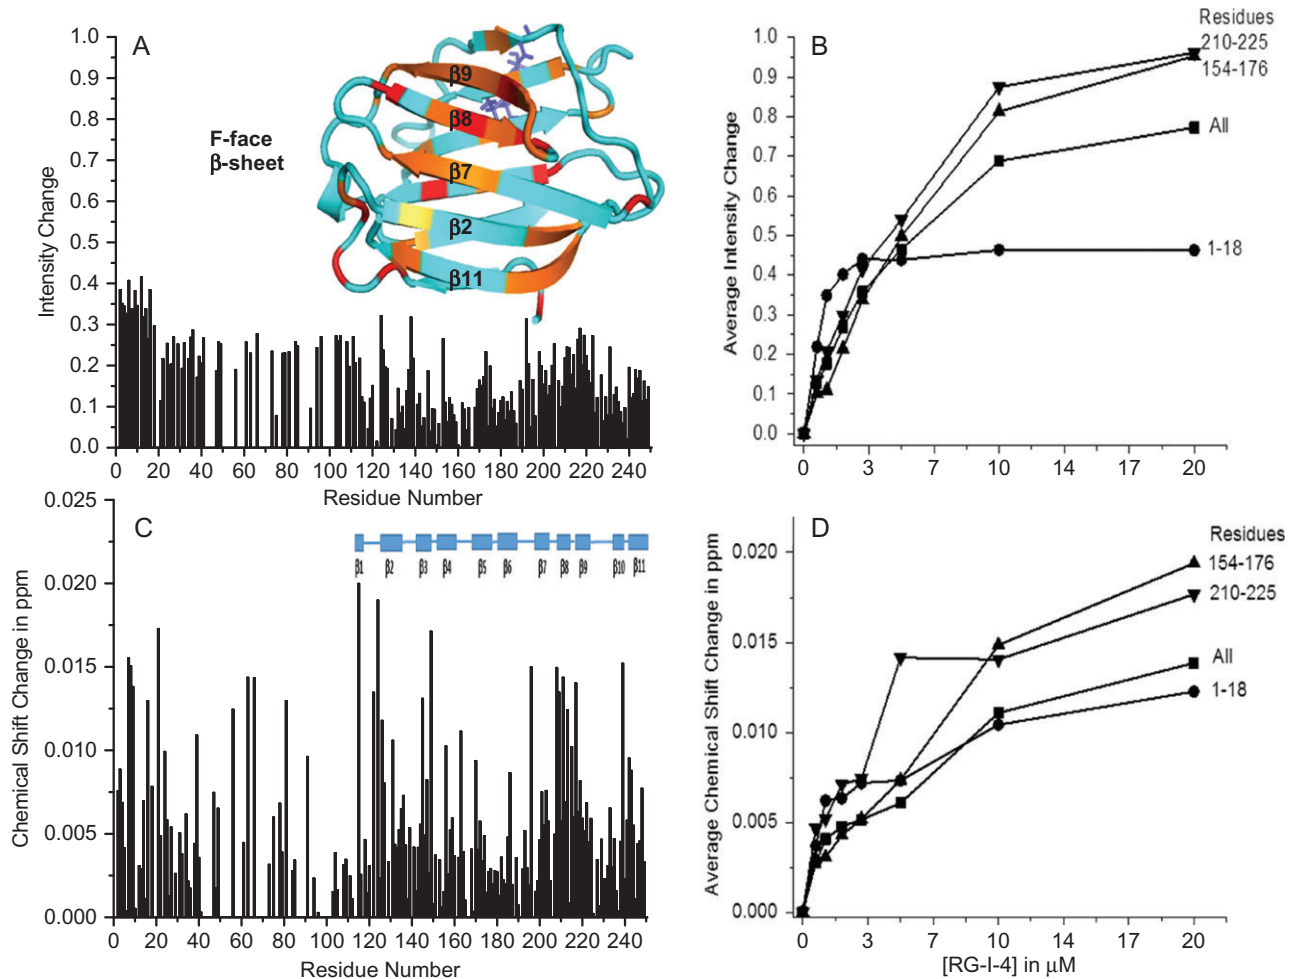 A
1.0
0.9
0.8
0.7
0.6
0.5
0.4
0.3
0.2
0.1
0.0
Intensity Change
F-face
β-sheet
β9
β8
β7
β2
β11
0 20 40 60 80 100 120 140 160 180 200 220 240
Residue Number
B
1.0
0.9
0.8
0.7
0.6
0.5
0.4
0.3
0.2
0.1
0.0
Average Intensity Change
Residues
210-225
154-176
All
1-18
0 3 7 10 14 17 20
C
0.025
0.020
0.015
0.010
0.005
0.000
Chemical Shift Change in ppm
β1 β2 β3 β4 β5 β6 β7 β8 β9 β10 β11
0 20 40 60 80 100 120 140 160 180 200 220 240
Residue Number
D
0.020
0.015
0.010
0.005
0.000
Average Chemical Shift Change in ppm
Residues
154-176
210-225
All
1-18
0 3 7 10 14 17 20
[RG-I-4] in μM